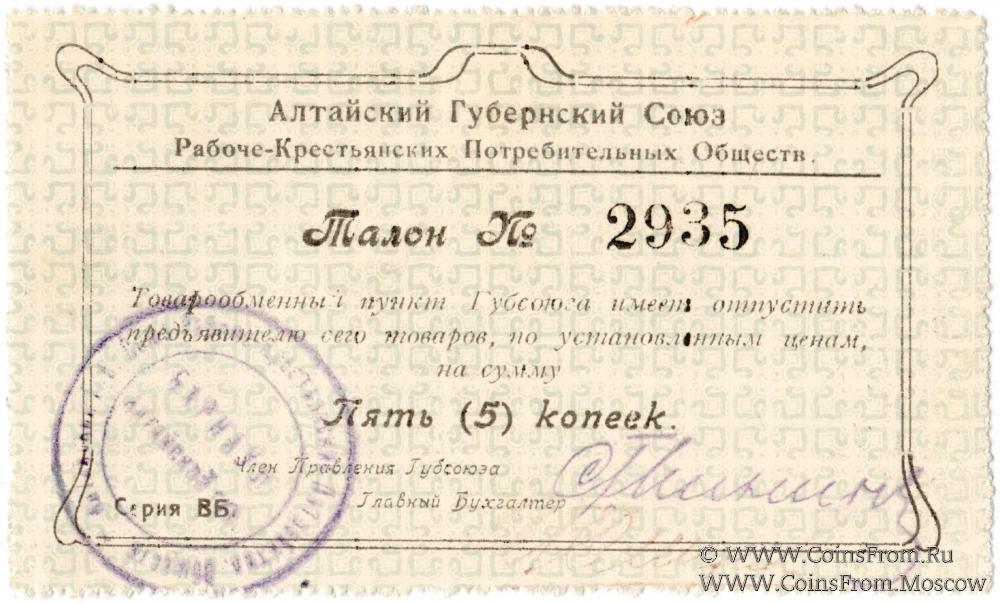 Алтайский Губернский Союз
Рабоче-Крестьянских Потребительных Обществ.
Талон № 2935
Товарообменный пункт Губсоюза имеет отпустить
предъявителю сего товаров, по установленным ценам,
на сумму
Пять (5) копеек.
Член Правления Губсоюза
Главный Бухгалтер
Серия ВБ.
© WWW.CoinsFrom.Ru
WWW.CoinsFrom.Moscow